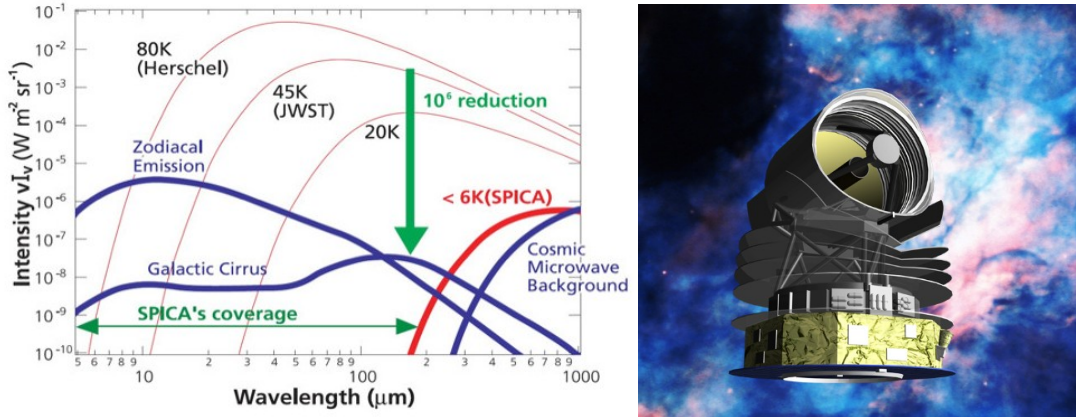 10⁻¹
10⁻²
10⁻³
10⁻⁴
10⁻⁵
10⁻⁶
10⁻⁷
10⁻⁸
10⁻⁹
10⁻¹⁰
Intensity νIᵥ (W m⁻² sr⁻¹)
80K
(Herschel)
45K
(JWST)
20K
10⁶ reduction
Zodiacal
Emission
< 6K(SPICA)
Galactic Cirrus
Cosmic
Microwave
Background
SPICA's coverage
5 6 7 8 9 10 2 3 4 5 6 7 8 9 100 2 3 4 5 6 7 8 9 1000
Wavelength (μm)